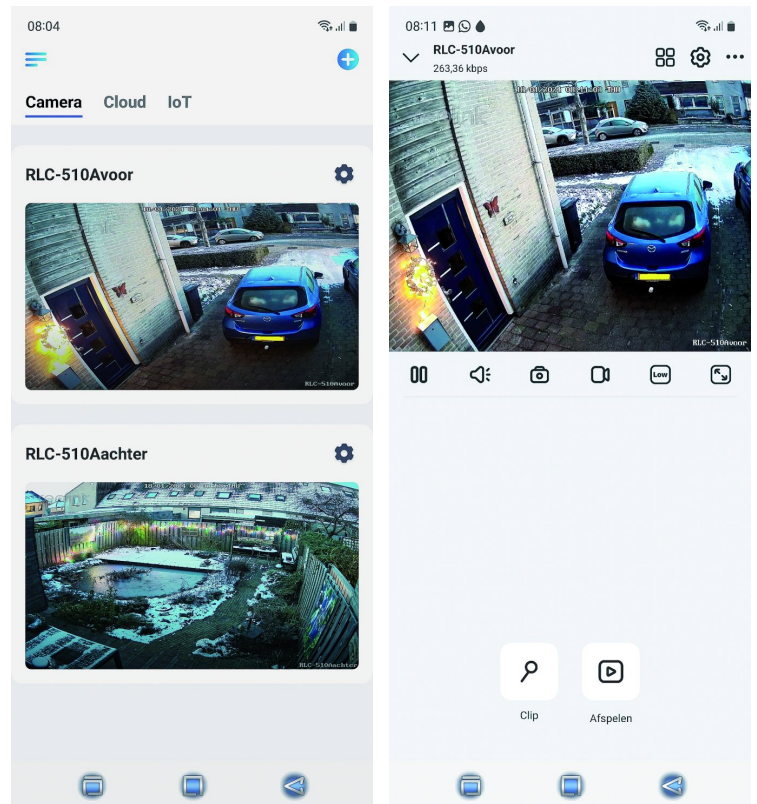 08:04
Camera Cloud IoT
RLC-510Avoor
RLC-510Avoor
RLC-510Aachter
RLC-510Aachter
08:11
RLC-510Avoor
263,36 kbps
RLC-510Avoor
Low
Clip
Afspelen